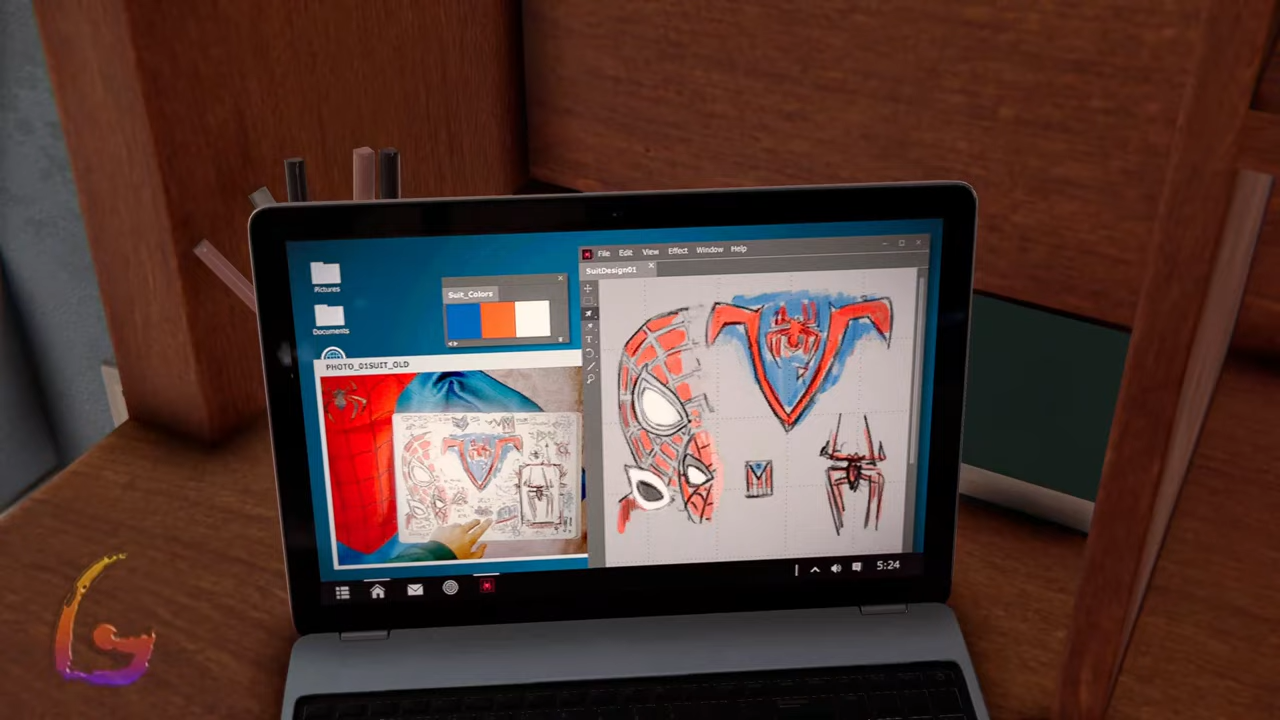 Pictures
Documents
Suit_Colors
PHOTO_01SUIT_OLD
File Edit View Effect Window Help
SuitDesign01
T
5:24